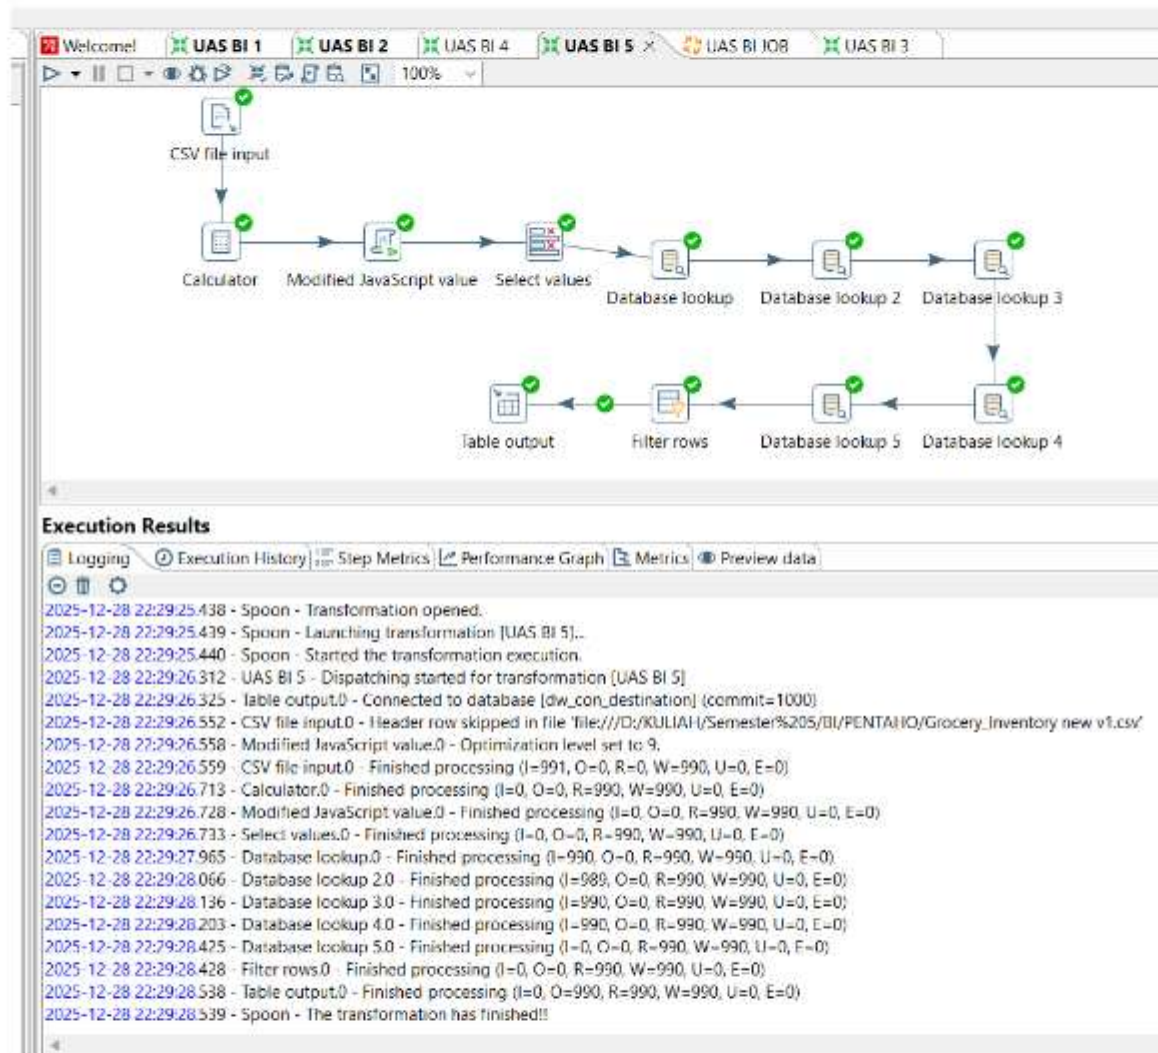 Welcome! UAS BI 1 UAS BI 2 UAS BI 4 UAS BI 5 UAS BI JOB UAS BI 3
100%
CSV file input
Calculator Modified JavaScript value Select values Database lookup Database lookup 2 Database lookup 3
Table output Filter rows Database lookup 5 Database lookup 4
Execution Results
Logging Execution History Step Metrics Performance Graph Metrics Preview data
2025-12-28 22:29:25.438 - Spoon - Transformation opened.
2025-12-28 22:29:25.439 - Spoon - Launching transformation [UAS BI 5]...
2025-12-28 22:29:25.440 - Spoon - Started the transformation execution.
2025-12-28 22:29:26.312 - UAS BI 5 - Dispatching started for transformation [UAS BI 5]
2025-12-28 22:29:26.325 - Table output.0 - Connected to database [dw_con_destination] (commit=1000)
2025-12-28 22:29:26.552 - CSV file input.0 - Header row skipped in file 'file:///D:/KULIAH/Semester%205/BI/PENTAHO/Grocery_Inventory new v1.csv'
2025-12-28 22:29:26.558 - Modified JavaScript value.0 - Optimization level set to 9.
2025-12-28 22:29:26.559 - CSV file input.0 - Finished processing (I=991, O=0, R=0, W=990, U=0, E=0)
2025-12-28 22:29:26.713 - Calculator.0 - Finished processing (I=0, O=0, R=990, W=990, U=0, E=0)
2025-12-28 22:29:26.728 - Modified JavaScript value.0 - Finished processing (I=0, O=0, R=990, W=990, U=0, E=0)
2025-12-28 22:29:26.733 - Select values.0 - Finished processing (I=0, O=0, R=990, W=990, U=0, E=0)
2025-12-28 22:29:27.965 - Database lookup.0 - Finished processing (I=990, O=0, R=990, W=990, U=0, E=0)
2025-12-28 22:29:28.066 - Database lookup 2.0 - Finished processing (I=989, O=0, R=990, W=990, U=0, E=0)
2025-12-28 22:29:28.136 - Database lookup 3.0 - Finished processing (I=990, O=0, R=990, W=990, U=0, E=0)
2025-12-28 22:29:28.203 - Database lookup 4.0 - Finished processing (I=990, O=0, R=990, W=990, U=0, E=0)
2025-12-28 22:29:28.425 - Database lookup 5.0 - Finished processing (I=0, O=0, R=990, W=990, U=0, E=0)
2025-12-28 22:29:28.428 - Filter rows.0 - Finished processing (I=0, O=0, R=990, W=990, U=0, E=0)
2025-12-28 22:29:28.538 - Table output.0 - Finished processing (I=0, O=990, R=990, W=990, U=0, E=0)
2025-12-28 22:29:28.539 - Spoon - The transformation has finished!!